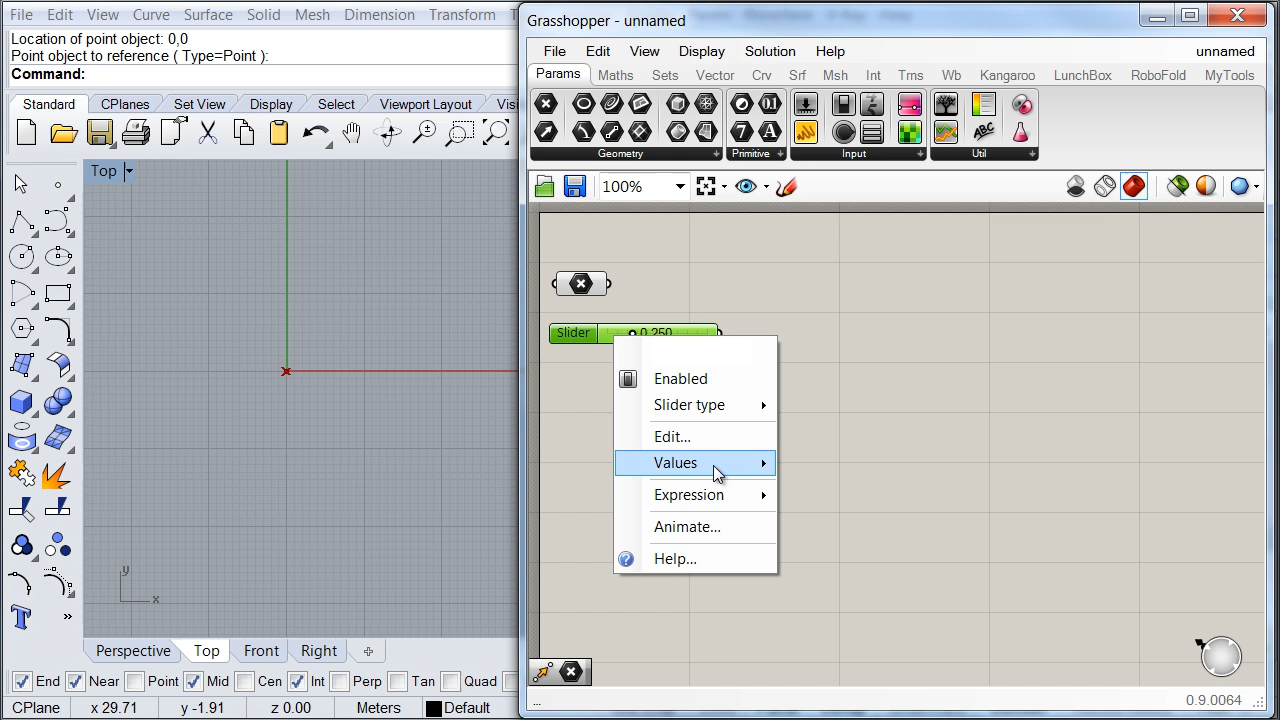 File Edit View Curve Surface Solid Mesh Dimension Transform
Location of point object: 0,0
Point object to reference ( Type=Point ):
Command:
Standard CPlanes Set View Display Select Viewport Layout
Top
y
x
Perspective Top Front Right
End Near Point Mid Cen Int Perp Tan Quad
CPlane x 29.71 y -1.91 z 0.00 Meters Default
Grasshopper - unnamed
File Edit View Display Solution Help unnamed
Params Maths Sets Vector Crv Srf Msh Int Trns Wb Kangaroo LunchBox RoboFold MyTools
Geometry Primitive Input Util
100%
Slider 0.250
Enabled
Slider type
Edit...
Values
Expression
Animate...
Help...
... 0.9.0064